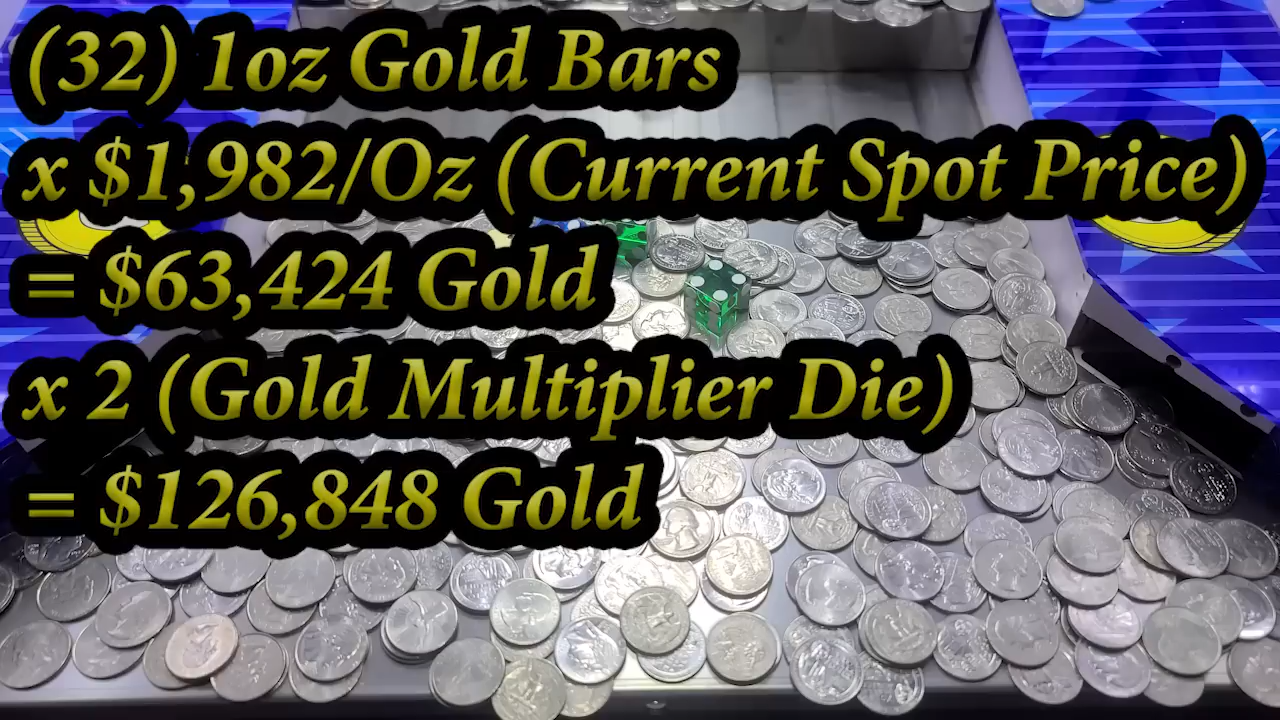 (32) 1oz Gold Bars
x $1,982/Oz (Current Spot Price)
= $63,424 Gold
x 2 (Gold Multiplier Die)
= $126,848 Gold